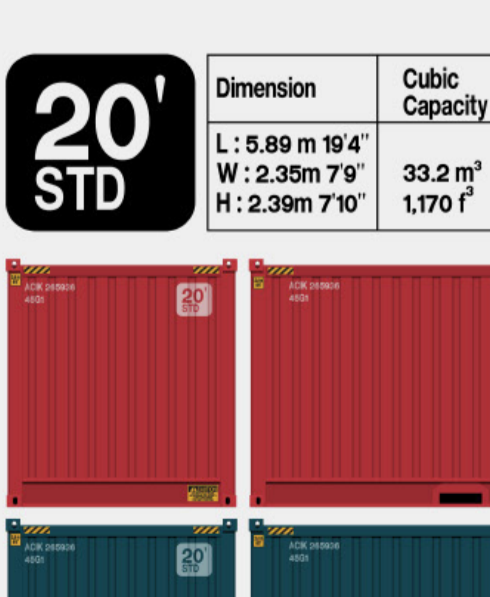 20'
STD
Dimension
Cubic
Capacity
L : 5.89 m 19'4"
W : 2.35m 7'9"
H : 2.39m 7'10"
33.2 m³
1,170 f³
ACIK 265936
45G1
20'
STD
ACIK 265936
45G1
ACIK 265936
45G1
20'
STD
ACIK 265936
45G1